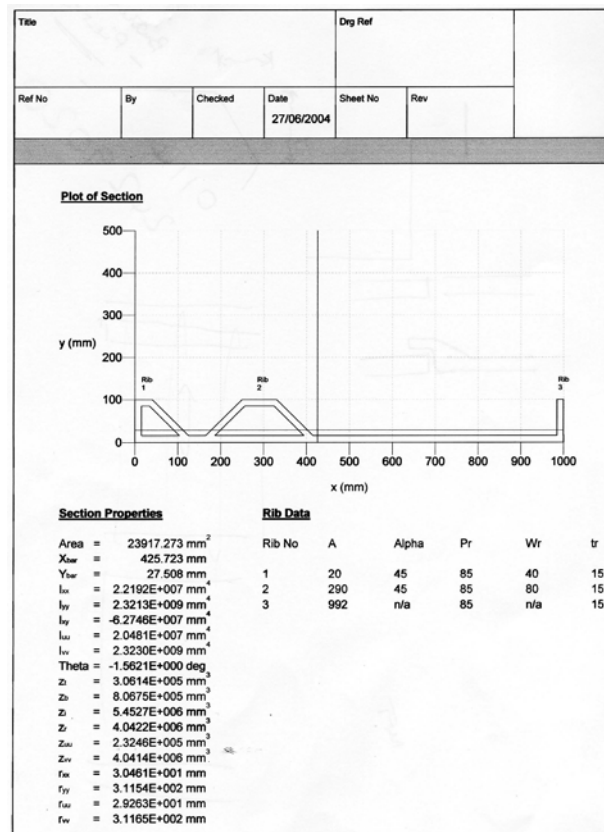 Title Drg Ref
Ref No By Checked Date Sheet No Rev
27/06/2004
Plot of Section
500
400
300
y (mm)
200
Rib 1 Rib 2 Rib 3
100
0
0 100 200 300 400 500 600 700 800 900 1000
x (mm)
Section Properties Rib Data
Area = 23917.273 mm² Rib No A Alpha Pr Wr tr
Xbar = 425.723 mm
Ybar = 27.508 mm 1 20 45 85 40 15
Ixx = 2.2192E+007 mm⁴ 2 290 45 85 80 15
Iyy = 2.3213E+009 mm⁴ 3 992 n/a 85 n/a 15
Ixy = -6.2746E+007 mm⁴
Iuu = 2.0481E+007 mm⁴
Ivv = 2.3230E+009 mm⁴
Theta = -1.5621E+000 deg
Zt = 3.0614E+005 mm³
Zb = 8.0675E+005 mm³
Zl = 5.4527E+006 mm³
Zr = 4.0422E+006 mm³
Zuu = 2.3246E+005 mm³
Zvv = 4.0414E+006 mm³
rxx = 3.0461E+001 mm
ryy = 3.1154E+002 mm
ruu = 2.9263E+001 mm
rvv = 3.1165E+002 mm